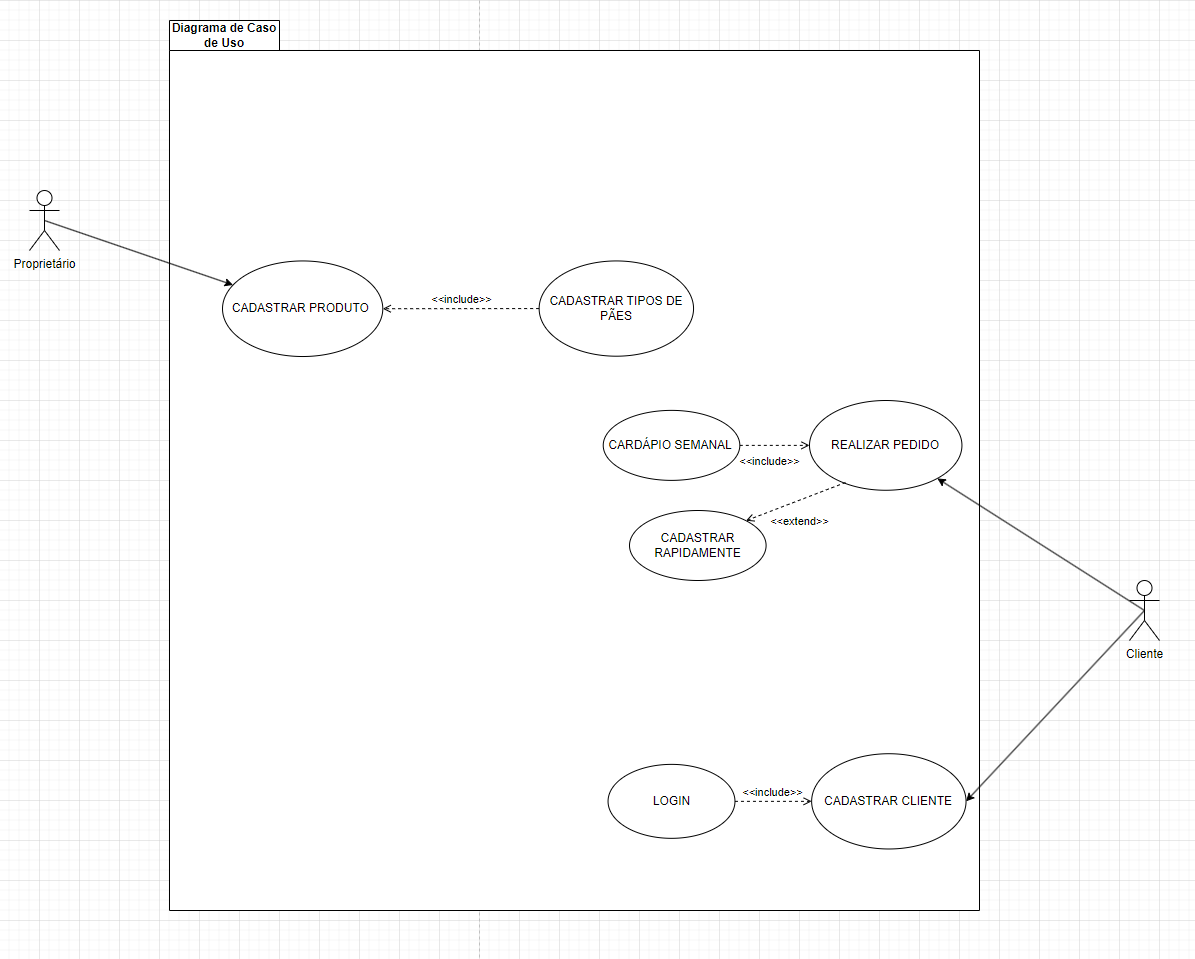 Diagrama de Caso
de Uso
Proprietário
CADASTRAR PRODUTO
<<include>>
CADASTRAR TIPOS DE
PÃES
CARDÁPIO SEMANAL
<<include>>
REALIZAR PEDIDO
<<extend>>
CADASTRAR
RAPIDAMENTE
Cliente
LOGIN
<<include>>
CADASTRAR CLIENTE